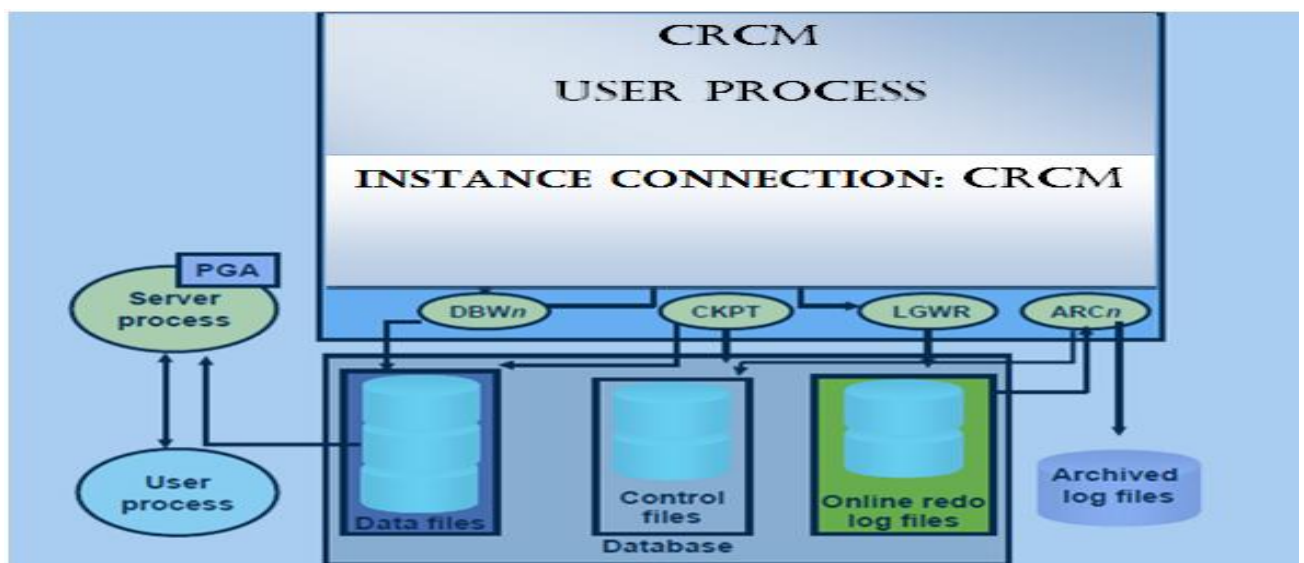 CRCM
USER PROCESS
INSTANCE CONNECTION: CRCM
PGA
Server
process
DBWn
CKPT
LGWR
ARCn
User
process
Data files
Control
files
Online redo
log files
Database
Archived
log files